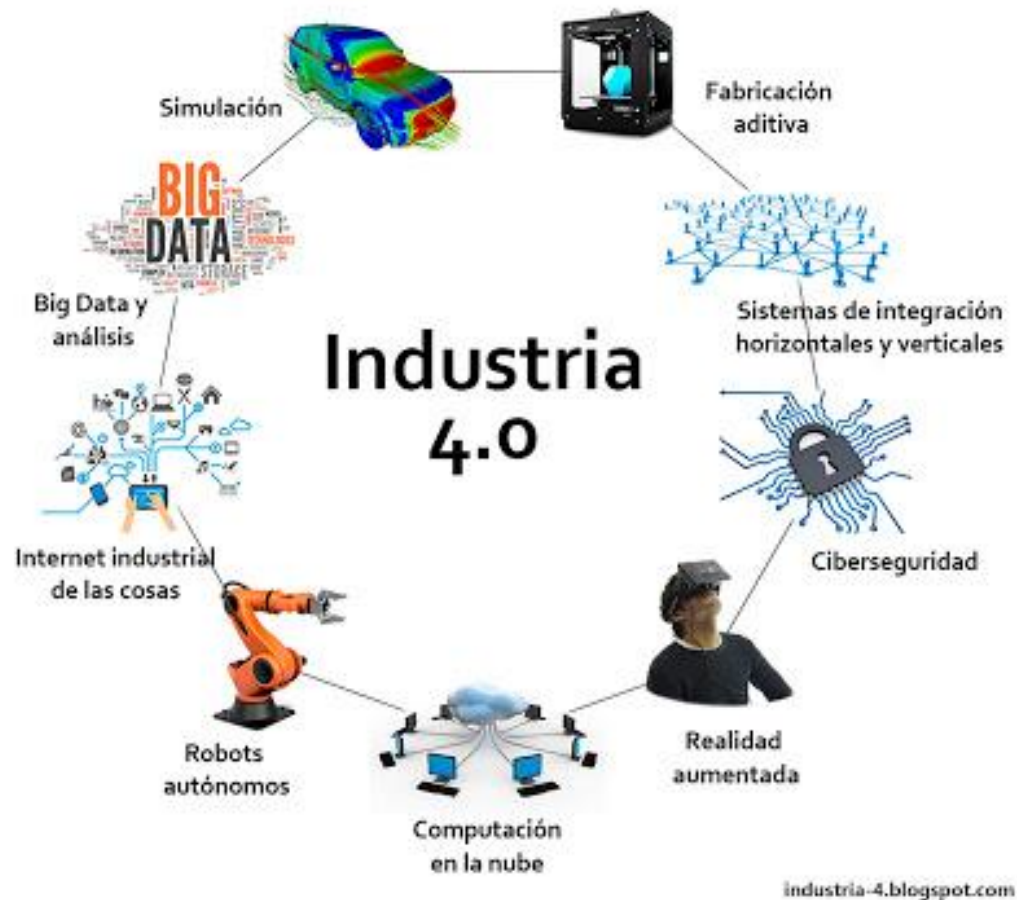 Simulación
Fabricación
aditiva
BIG
DATA
STORAGE
Big Data y
análisis
Sistemas de integración
horizontales y verticales
Industria
4.0
Internet industrial
de las cosas
Ciberseguridad
Robots
autónomos
Realidad
aumentada
Computación
en la nube
industria-4.blogspot.com